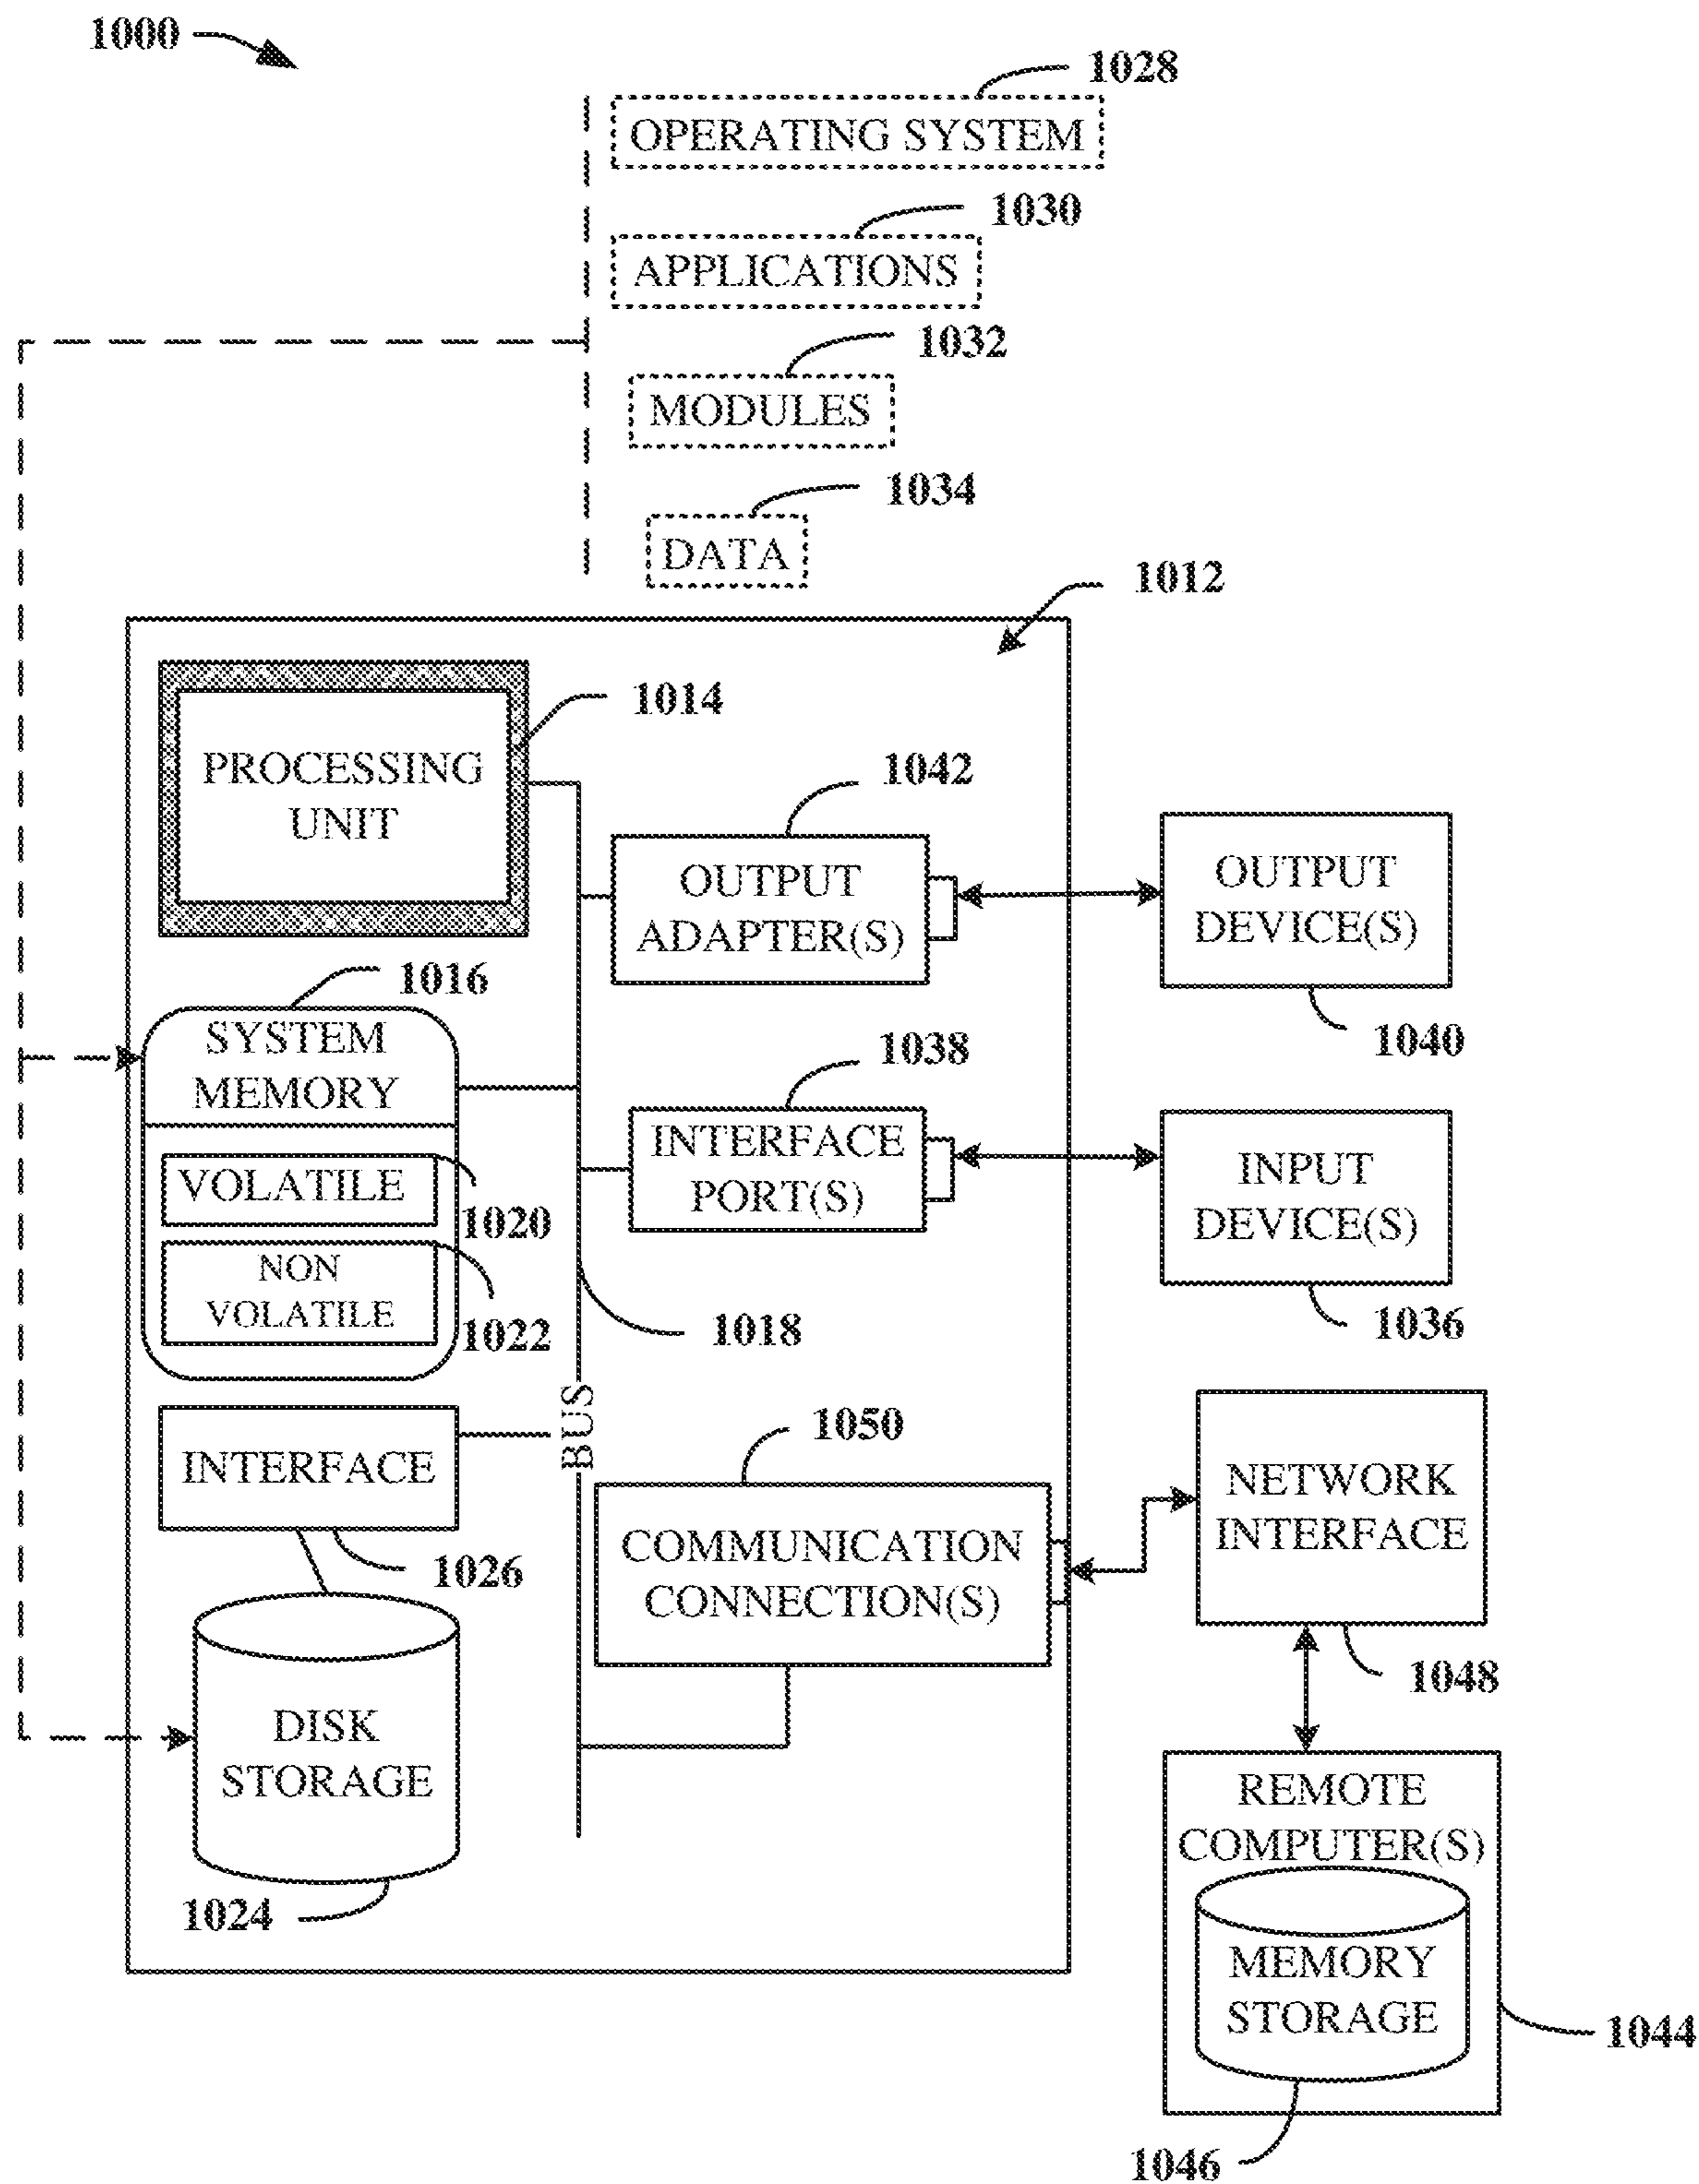 1000
1028
OPERATING SYSTEM
1030
APPLICATIONS
1032
MODULES
1034
DATA
1012
1014
PROCESSING
UNIT
1042
OUTPUT
ADAPTER(S)
OUTPUT
DEVICE(S)
1040
1016
SYSTEM
MEMORY
VOLATILE
1020
NON
VOLATILE
1022
1038
INTERFACE
PORT(S)
INPUT
DEVICE(S)
1036
1018
BUS
INTERFACE
1026
1050
COMMUNICATION
CONNECTION(S)
NETWORK
INTERFACE
1048
DISK
STORAGE
1024
REMOTE
COMPUTER(S)
MEMORY
STORAGE
1044
1046